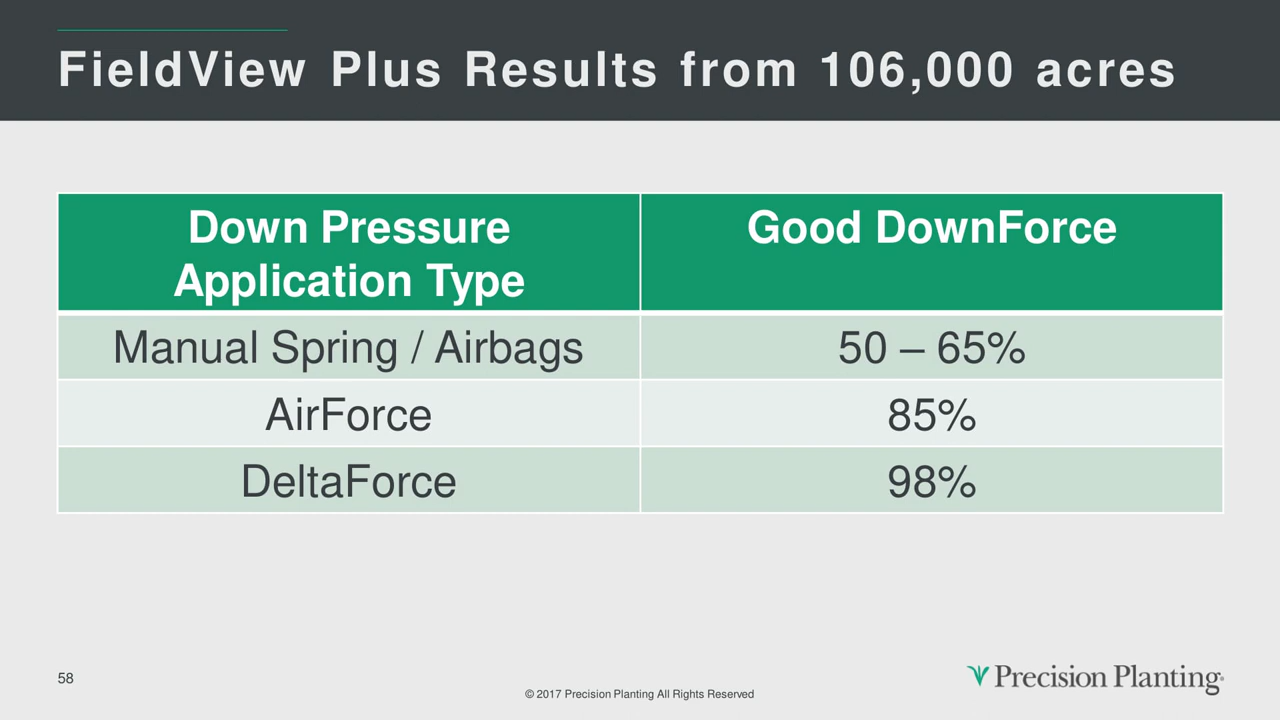 FieldView Plus Results from 106,000 acres
Down Pressure
Application Type
Good DownForce
Manual Spring / Airbags
50 – 65%
AirForce
85%
DeltaForce
98%
58
© 2017 Precision Planting All Rights Reserved
Precision Planting®